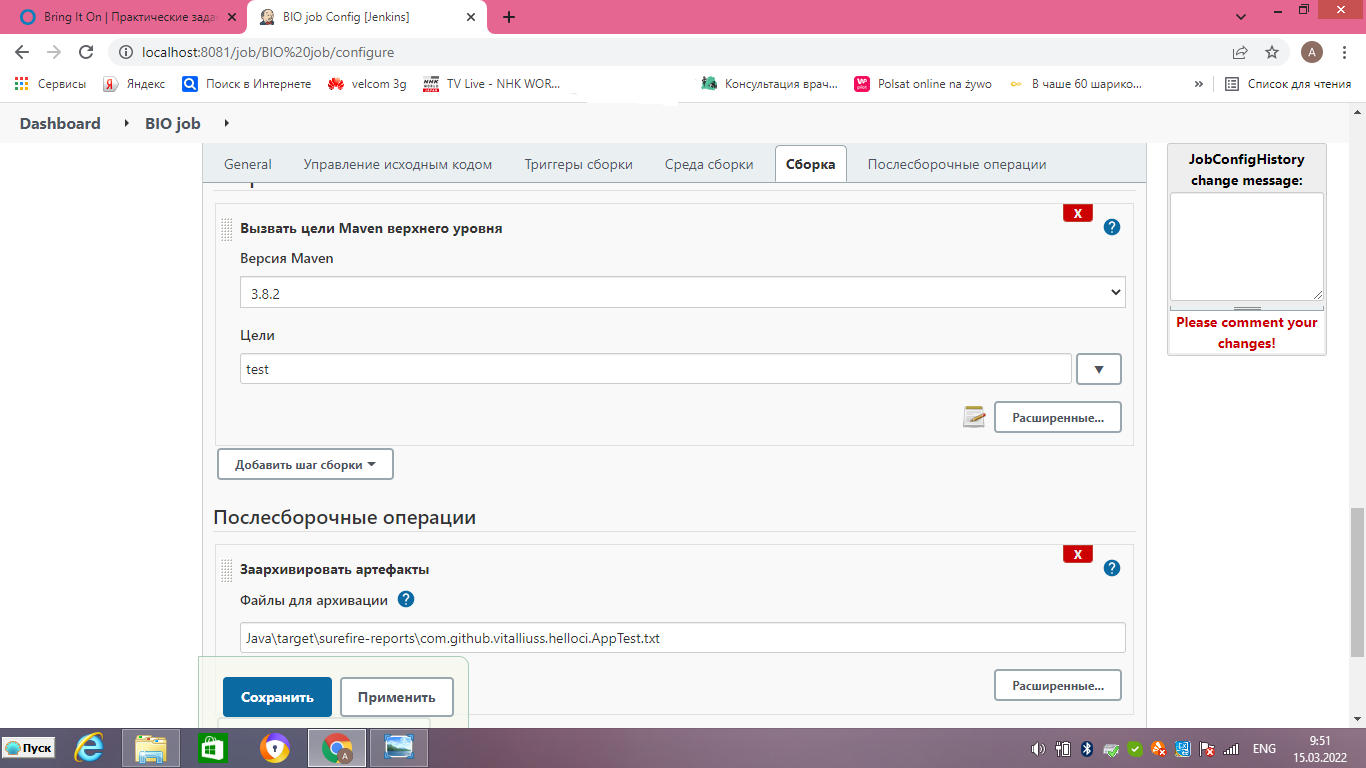 Bring It On | Практические зада
BIO job Config [Jenkins]
localhost:8081/job/BIO%20job/configure
A
Сервисы
Яндекс
Поиск в Интернете
velcom 3g
TV Live - NHK WOR...
Консультация врач...
Polsat online na żywo
В чаше 60 шарико...
»
Список для чтения
Dashboard
BIO job
General
Управление исходным кодом
Триггеры сборки
Среда сборки
Сборка
Послесборочные операции
JobConfigHistory
change message:
Please comment your
changes!
X
Вызвать цели Maven верхнего уровня
?
Версия Maven
3.8.2
Цели
test
Расширенные...
Добавить шаг сборки
Послесборочные операции
X
Заархивировать артефакты
?
Файлы для архивации ?
Java\target\surefire-reports\com.github.vitalliuss.helloci.AppTest.txt
Расширенные...
Сохранить
Применить
Пуск
ENG
9:51
15.03.2022